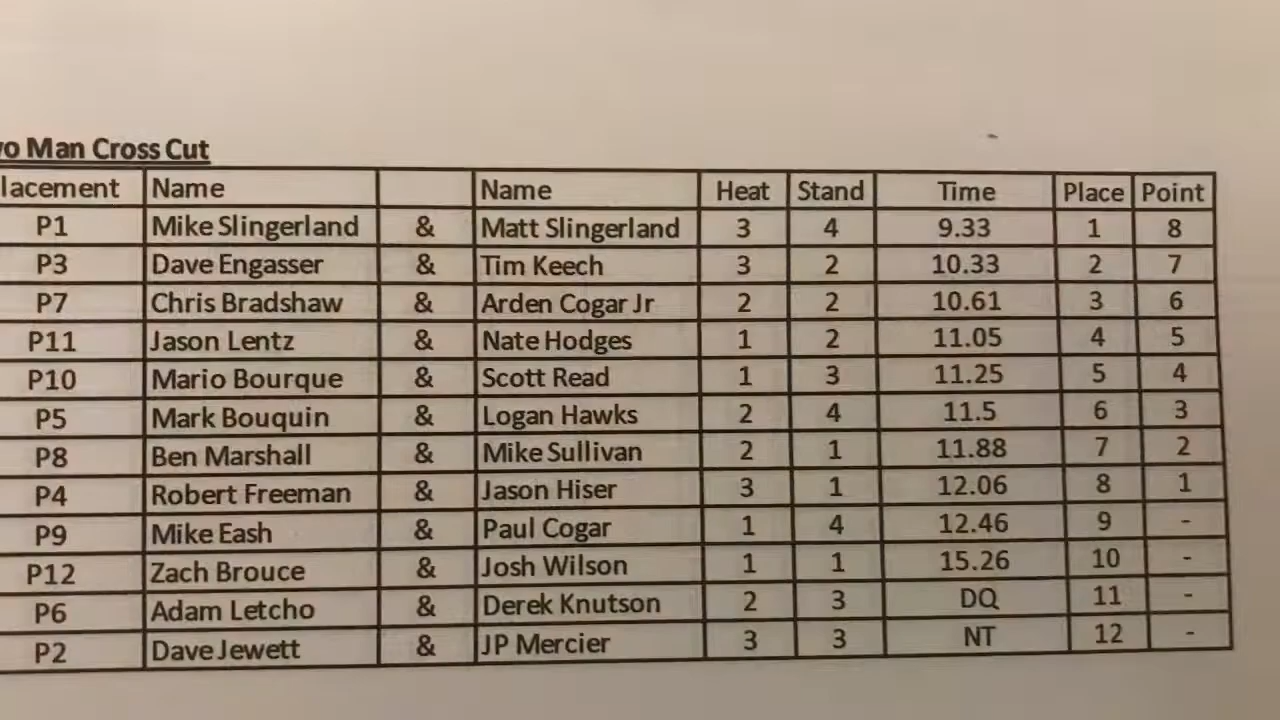 wo Man Cross Cut
lacement Name Name Heat Stand Time Place Point
P1 Mike Slingerland & Matt Slingerland 3 4 9.33 1 8
P3 Dave Engasser & Tim Keech 3 2 10.33 2 7
P7 Chris Bradshaw & Arden Cogar Jr 2 2 10.61 3 6
P11 Jason Lentz & Nate Hodges 1 2 11.05 4 5
P10 Mario Bourque & Scott Read 1 3 11.25 5 4
P5 Mark Bouquin & Logan Hawks 2 4 11.5 6 3
P8 Ben Marshall & Mike Sullivan 2 1 11.88 7 2
P4 Robert Freeman & Jason Hiser 3 1 12.06 8 1
P9 Mike Eash & Paul Cogar 1 4 12.46 9 -
P12 Zach Brouce & Josh Wilson 1 1 15.26 10 -
P6 Adam Letcho & Derek Knutson 2 3 DQ 11 -
P2 Dave Jewett & JP Mercier 3 3 NT 12 -